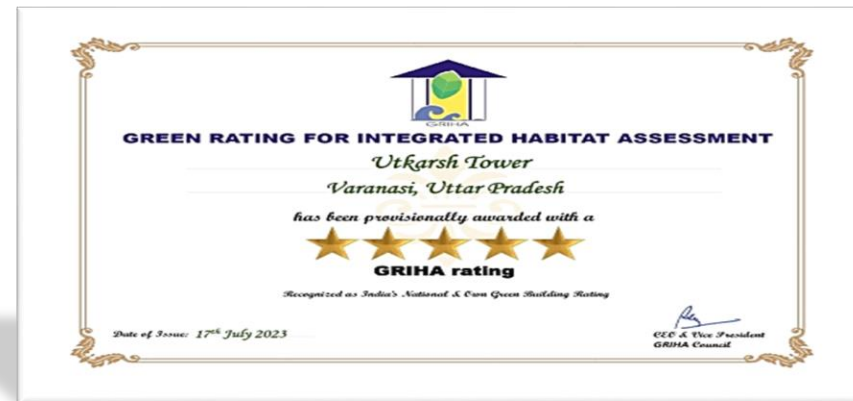 GRIHA
GREEN RATING FOR INTEGRATED HABITAT ASSESSMENT
Utkarsh Tower
Varanasi, Uttar Pradesh
has been provisionally awarded with a
GRIHA rating
Recognized as India's National & Own Green Building Rating
Date of Issue: 17th July 2023
CEO & Vice President
GRIHA Council